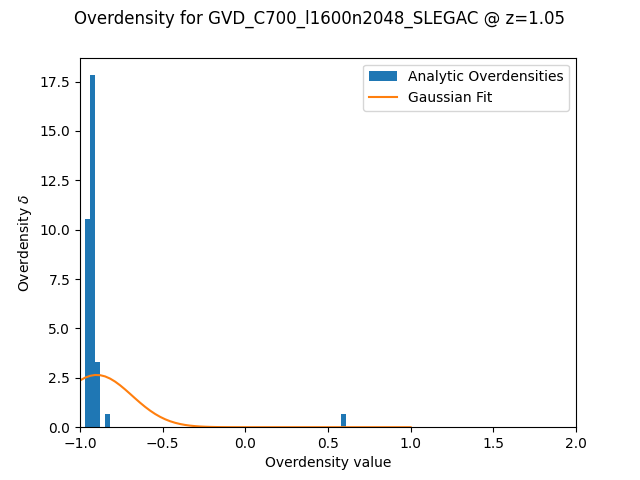 Overdensity for GVD_C700_l1600n2048_SLEGAC @ z=1.05
Analytic Overdensities
Gaussian Fit
Overdensity δ
17.5
15.0
12.5
10.0
7.5
5.0
2.5
0.0
−1.0 −0.5 0.0 0.5 1.0 1.5 2.0
Overdensity value